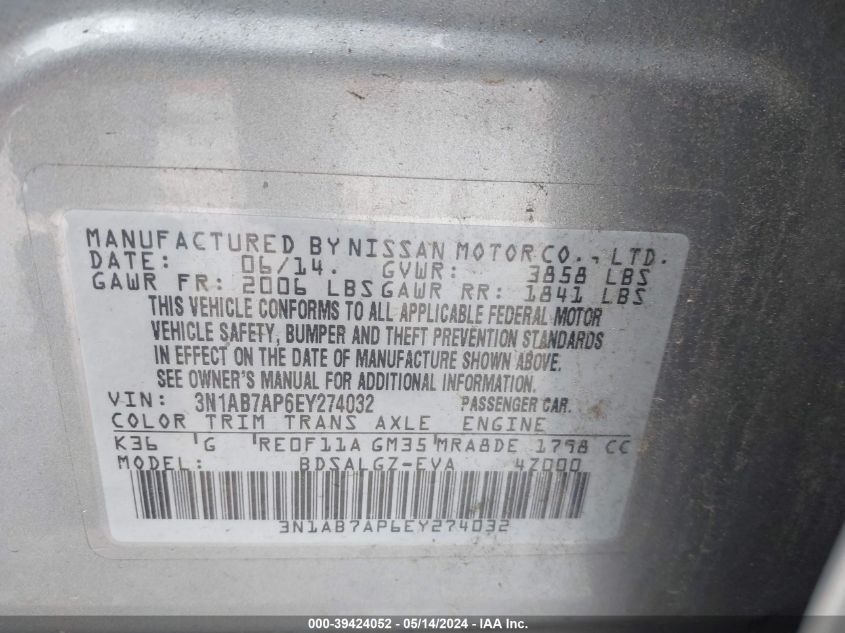 MANUFACTURED BY NISSAN MOTOR CO., LTD.
DATE: 06/14. GVWR: 3858 LBS
GAWR FR: 2006 LBS GAWR RR: 1841 LBS
THIS VEHICLE CONFORMS TO ALL APPLICABLE FEDERAL MOTOR
VEHICLE SAFETY, BUMPER AND THEFT PREVENTION STANDARDS
IN EFFECT ON THE DATE OF MANUFACTURE SHOWN ABOVE.
SEE OWNER'S MANUAL FOR ADDITIONAL INFORMATION.
VIN: 3N1AB7AP6EY274032 PASSENGER CAR.
COLOR TRIM TRANS AXLE ENGINE
K36 'G 'RE0F11A GM35 'MRA8DE 1798 CC
MODEL: BDSALGZ-EVA 47000
3N1AB7AP6EY274032
000-39424052 - 05/14/2024 - IAA Inc.